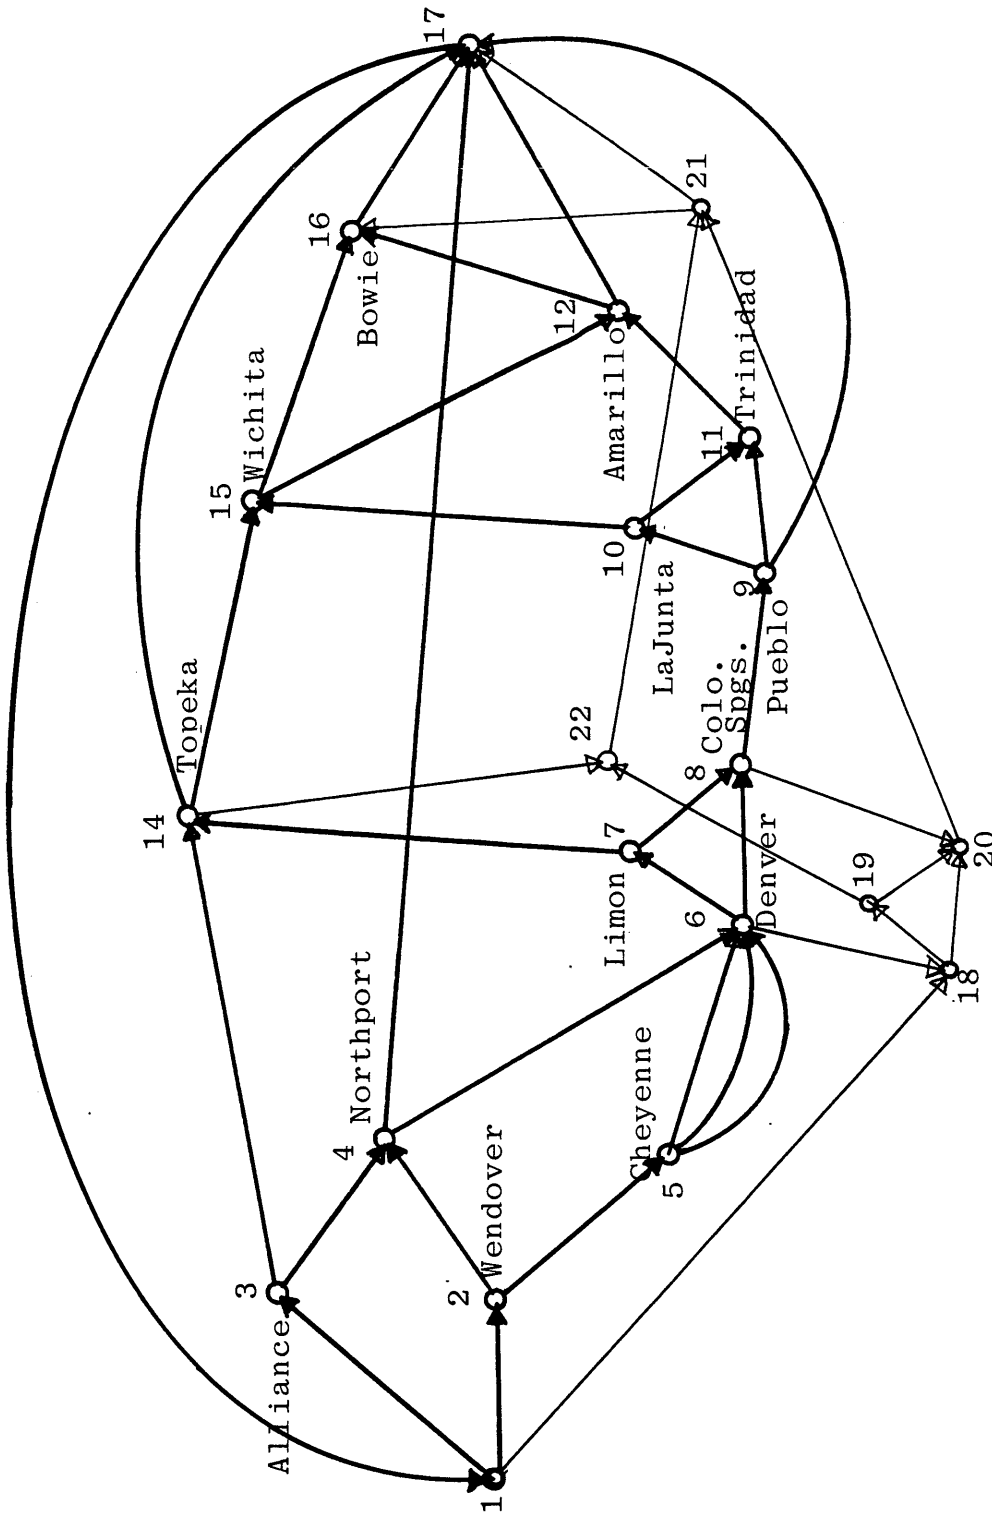 17
16
Bowie
21
15
Wichita
12
Amarillo
11
Trinidad
10
LaJunta
9
Pueblo
14
Topeka
22
8
Colo.
Spgs.
7
Limon
6
Denver
19
20
18
4
Northport
Cheyenne
5
3
Alliance
2
Wendover
1